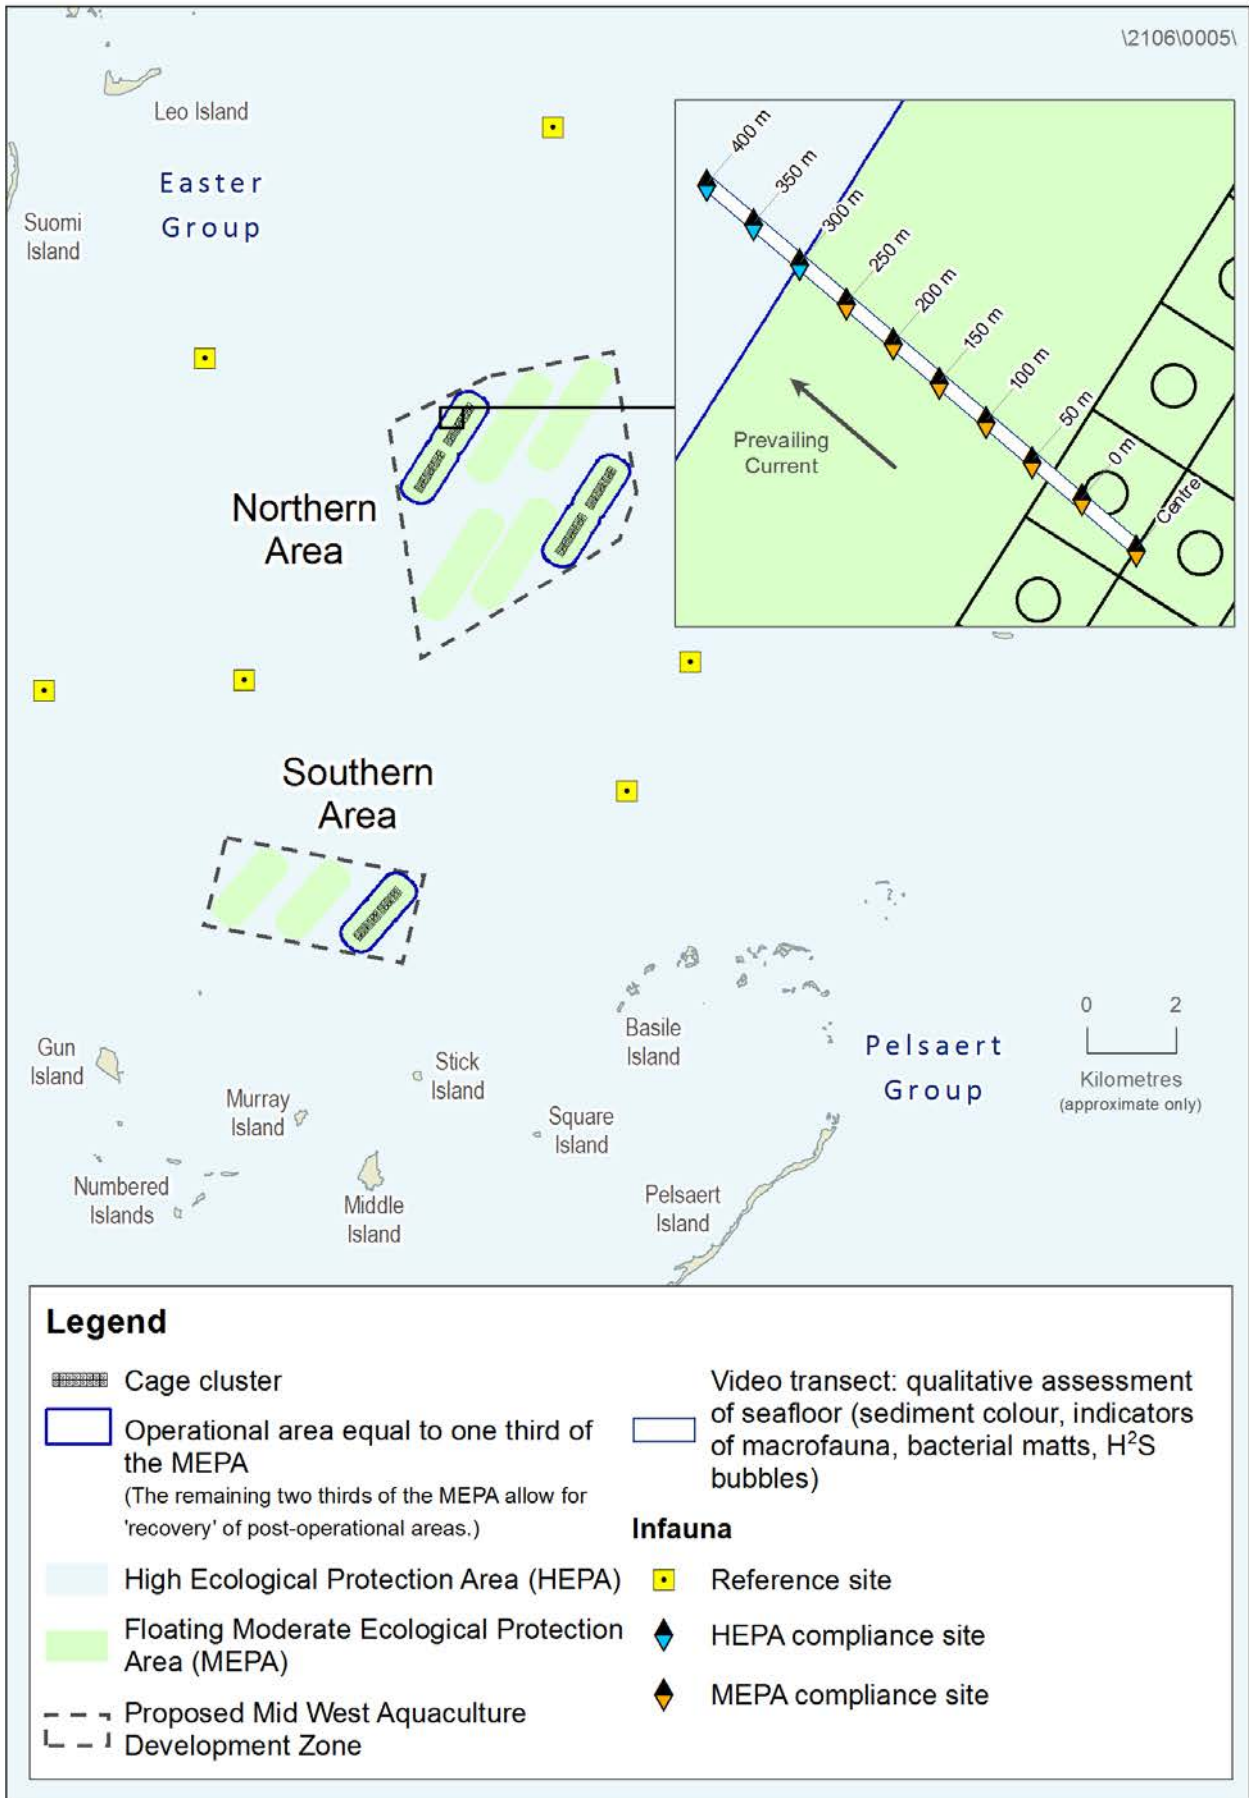 \2106\0005\
Leo Island
Easter
Group
Suomi
Island
400 m
350 m
300 m
250 m
200 m
150 m
100 m
50 m
0 m
Centre
Prevailing
Current
Northern
Area
Southern
Area
Gun
Island
Murray
Island
Stick
Island
Basile
Island
Pelsaert
Group
0 2
Kilometres
(approximate only)
Numbered
Islands
Middle
Island
Square
Island
Pelsaert
Island
Legend
Cage cluster
Operational area equal to one third of
the MEPA
(The remaining two thirds of the MEPA allow for
'recovery' of post-operational areas.)
High Ecological Protection Area (HEPA)
Floating Moderate Ecological Protection
Area (MEPA)
Proposed Mid West Aquaculture
Development Zone
Video transect: qualitative assessment
of seafloor (sediment colour, indicators
of macrofauna, bacterial matts, H²S
bubbles)
Infauna
Reference site
HEPA compliance site
MEPA compliance site